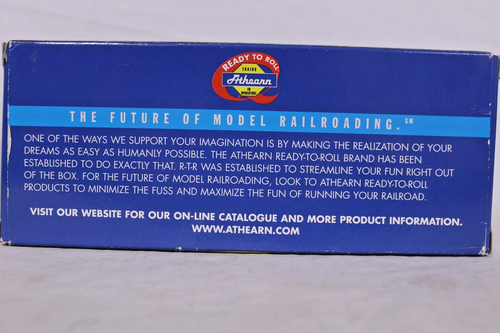 READY TO ROLL
TRAINS
Athearn
IN
MINIATURE
THE FUTURE OF MODEL RAILROADING.℠
ONE OF THE WAYS WE SUPPORT YOUR IMAGINATION IS BY MAKING THE REALIZATION OF YOUR
DREAMS AS EASY AS HUMANLY POSSIBLE. THE ATHEARN READY-TO-ROLL BRAND HAS BEEN
ESTABLISHED TO DO EXACTLY THAT. R-T-R WAS ESTABLISHED TO STREAMLINE YOUR FUN RIGHT OUT
OF THE BOX. FOR THE FUTURE OF MODEL RAILROADING, LOOK TO ATHEARN READY-TO-ROLL
PRODUCTS TO MINIMIZE THE FUSS AND MAXIMIZE THE FUN OF RUNNING YOUR RAILROAD.
VISIT OUR WEBSITE FOR OUR ON-LINE CATALOGUE AND MORE PRODUCT INFORMATION.
WWW.ATHEARN.COM